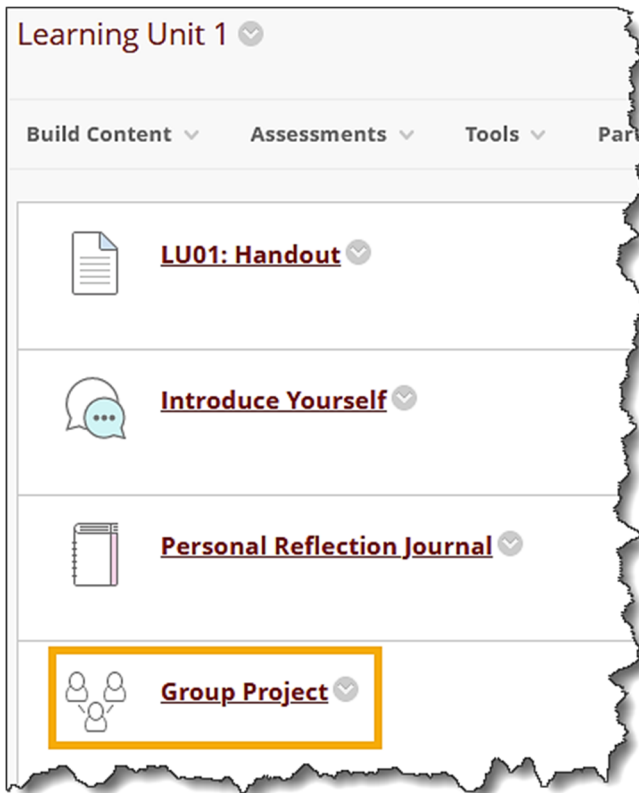 Learning Unit 1
Build Content Assessments Tools
LU01: Handout
Introduce Yourself
Personal Reflection Journal
Group Project